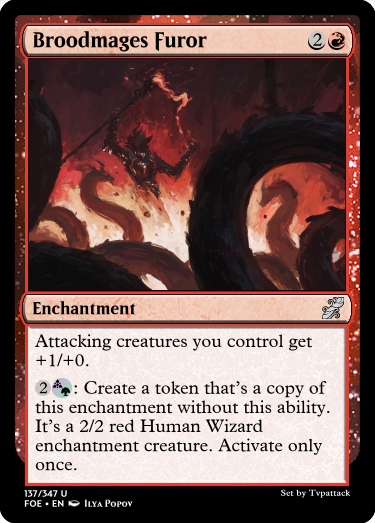 Broodmages Furor 2
Enchantment
Attacking creatures you control get
+1/+0.
2: Create a token that's a copy of
this enchantment without this ability.
It's a 2/2 red Human Wizard
enchantment creature. Activate only
once.
137/347 U
FOE • EN Ilya Popov
Set by Tvpattack